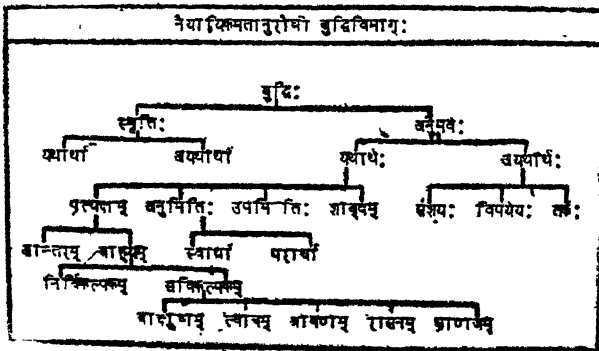 नैयायिकमतानुरोधी बुद्धिविभागः
बुद्धिः
स्मृतिः अनुभवः
यथार्था अयथार्था यथार्थः अयथार्थः
प्रत्यक्षम् अनुमितिः उपमितिः शाब्दम् संशयः विपर्ययः तर्कः
आन्तरम् बाह्यम् स्वार्था परार्था
निर्विकल्पकम् सविकल्पकम्
चाक्षुषम् त्वाचम् श्रावणम् रासनम् घ्राणजम्